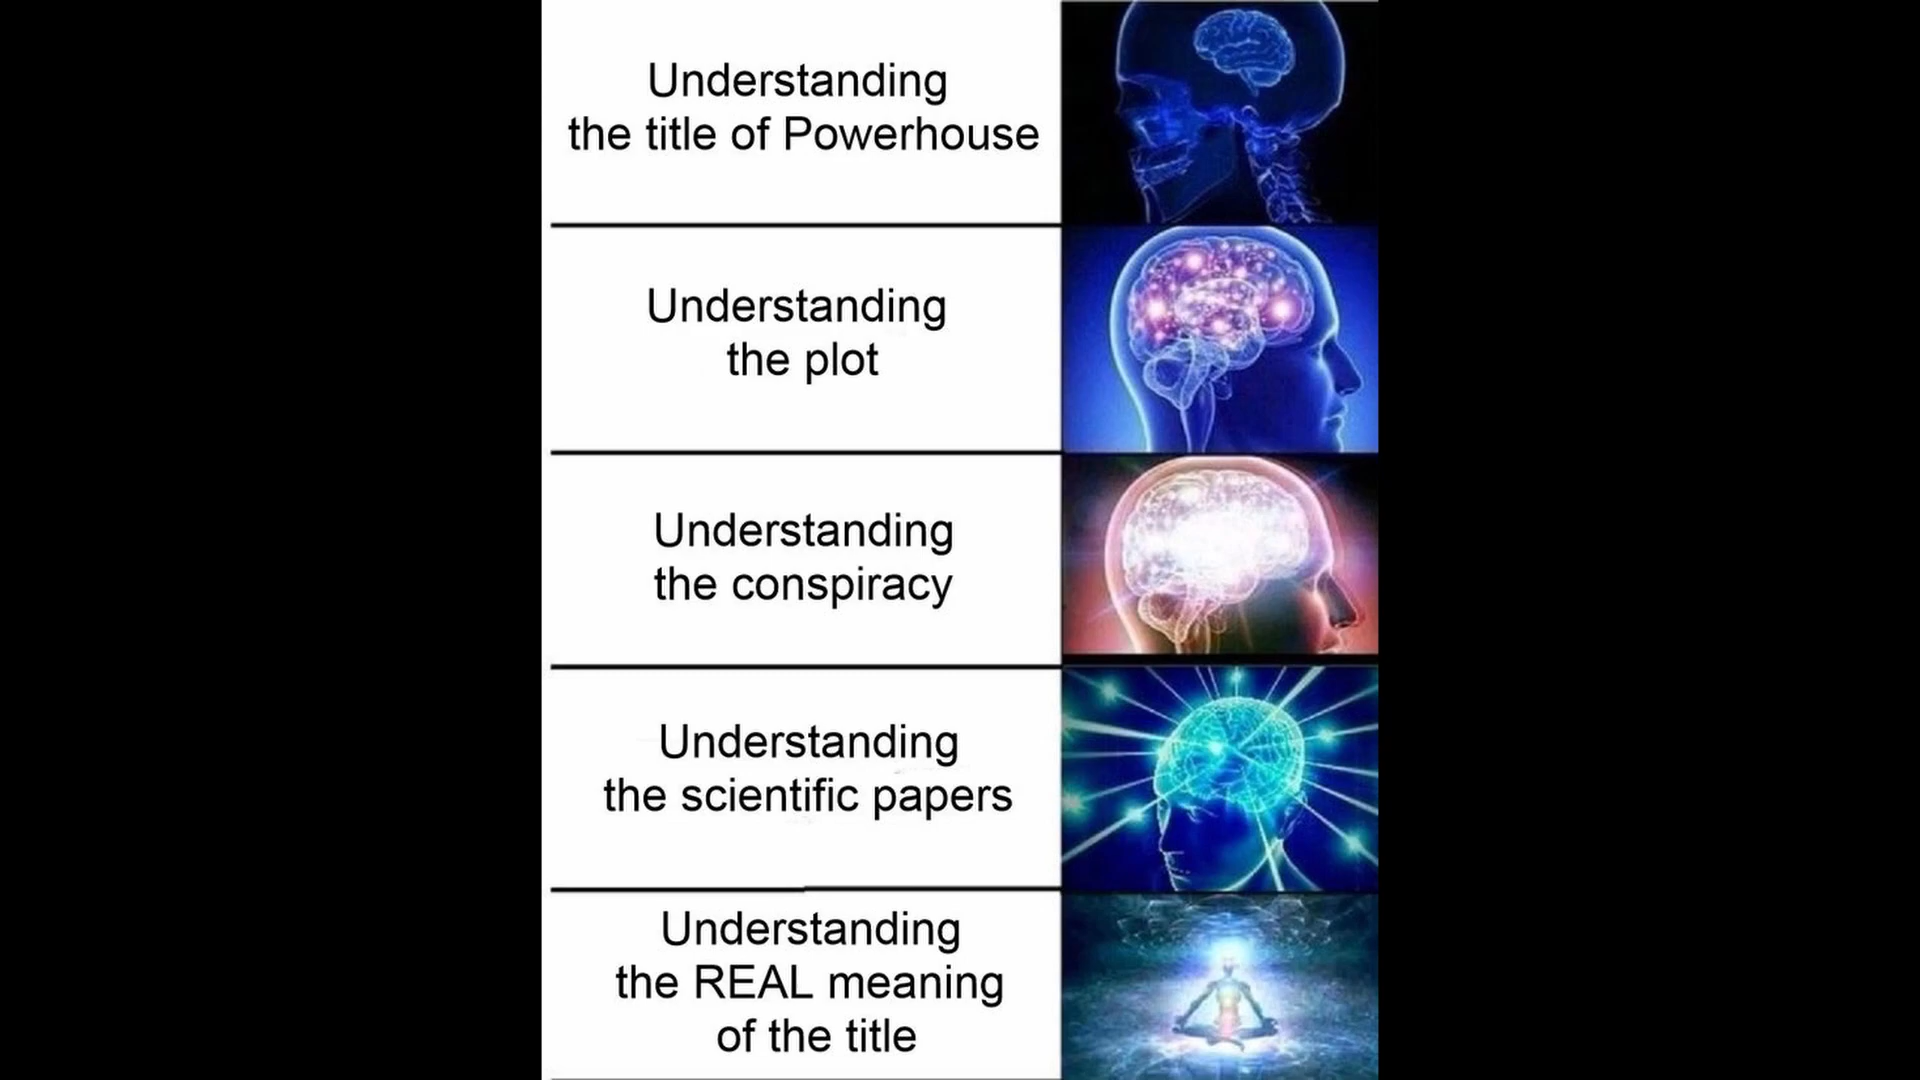 Understanding
the title of Powerhouse
Understanding
the plot
Understanding
the conspiracy
Understanding
the scientific papers
Understanding
the REAL meaning
of the title